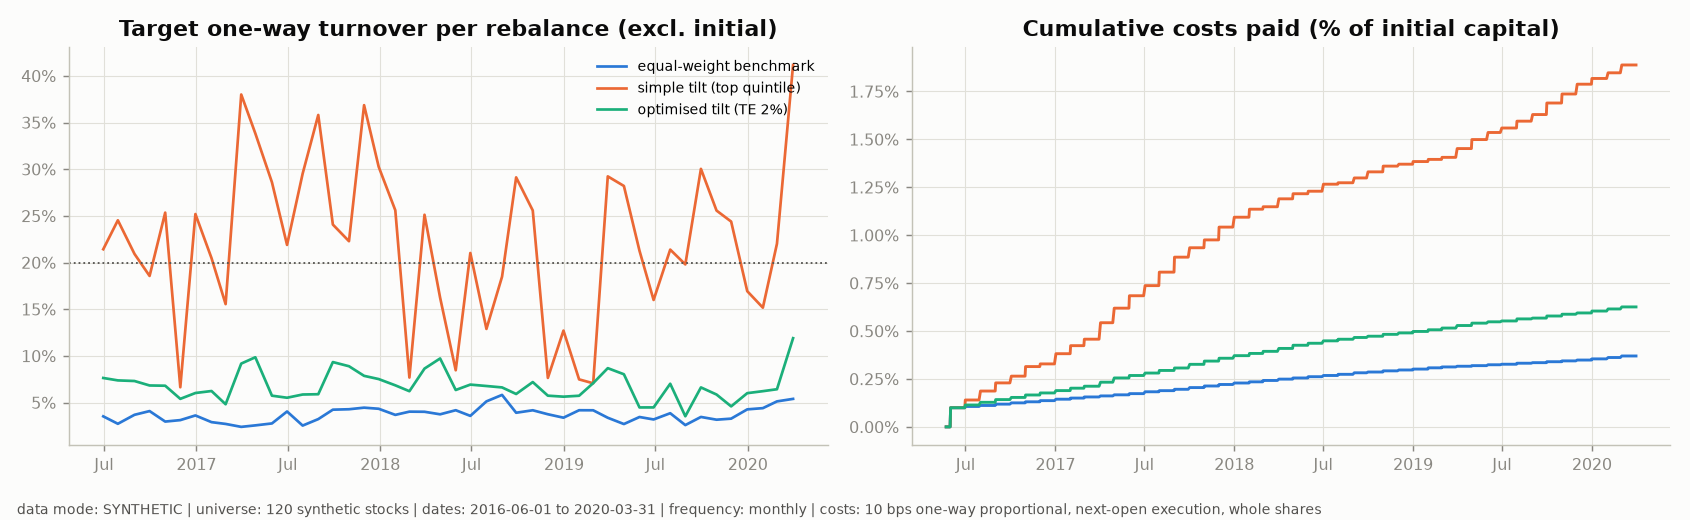 Target one-way turnover per rebalance (excl. initial)
40%
35%
30%
25%
20%
15%
10%
5%
equal-weight benchmark
simple tilt (top quintile)
optimised tilt (TE 2%)
Jul
2017
Jul
2018
Jul
2019
Jul
2020
Cumulative costs paid (% of initial capital)
1.75%
1.50%
1.25%
1.00%
0.75%
0.50%
0.25%
0.00%
Jul
2017
Jul
2018
Jul
2019
Jul
2020
data mode: SYNTHETIC | universe: 120 synthetic stocks | dates: 2016-06-01 to 2020-03-31 | frequency: monthly | costs: 10 bps one-way proportional, next-open execution, whole shares